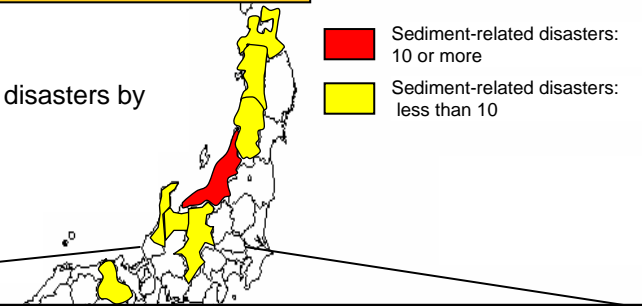 Sediment-related disasters:
10 or more
disasters by
Sediment-related disasters:
less than 10